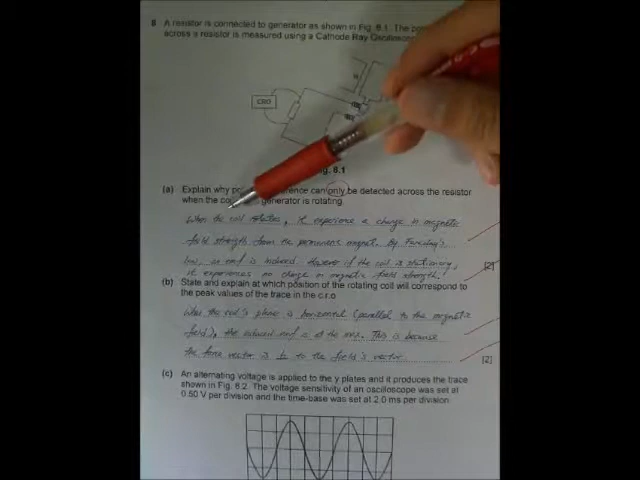 8 A resistor is connected to generator as shown in Fig. 8.1. The
across a resistor is measured using a Cathode Ray
CRO
N
8.1
(a) Explain why can only be detected across the resistor
when the generator is rotating.
When the coil rotates, it experience a change in magnetic
field strength from the permanent magnet. By Faraday's
law, an emf is induced. However if the coil is stationary,
it experiences no change in magnetic field strength. [2]
(b) State and explain at which position of the rotating coil will correspond to
the peak values of the trace in the c.r.o
When the coil's plane is horizontal (parallel to the magnetic
field), the induced emf is at the max. This is because
the force vector is ⊥ to the field's vector [2]
(c) An alternating voltage is applied to the y plates and it produces the trace
shown in Fig. 8.2. The voltage sensitivity of an oscilloscope was set at
0.50 V per division and the time-base was set at 2.0 ms per division